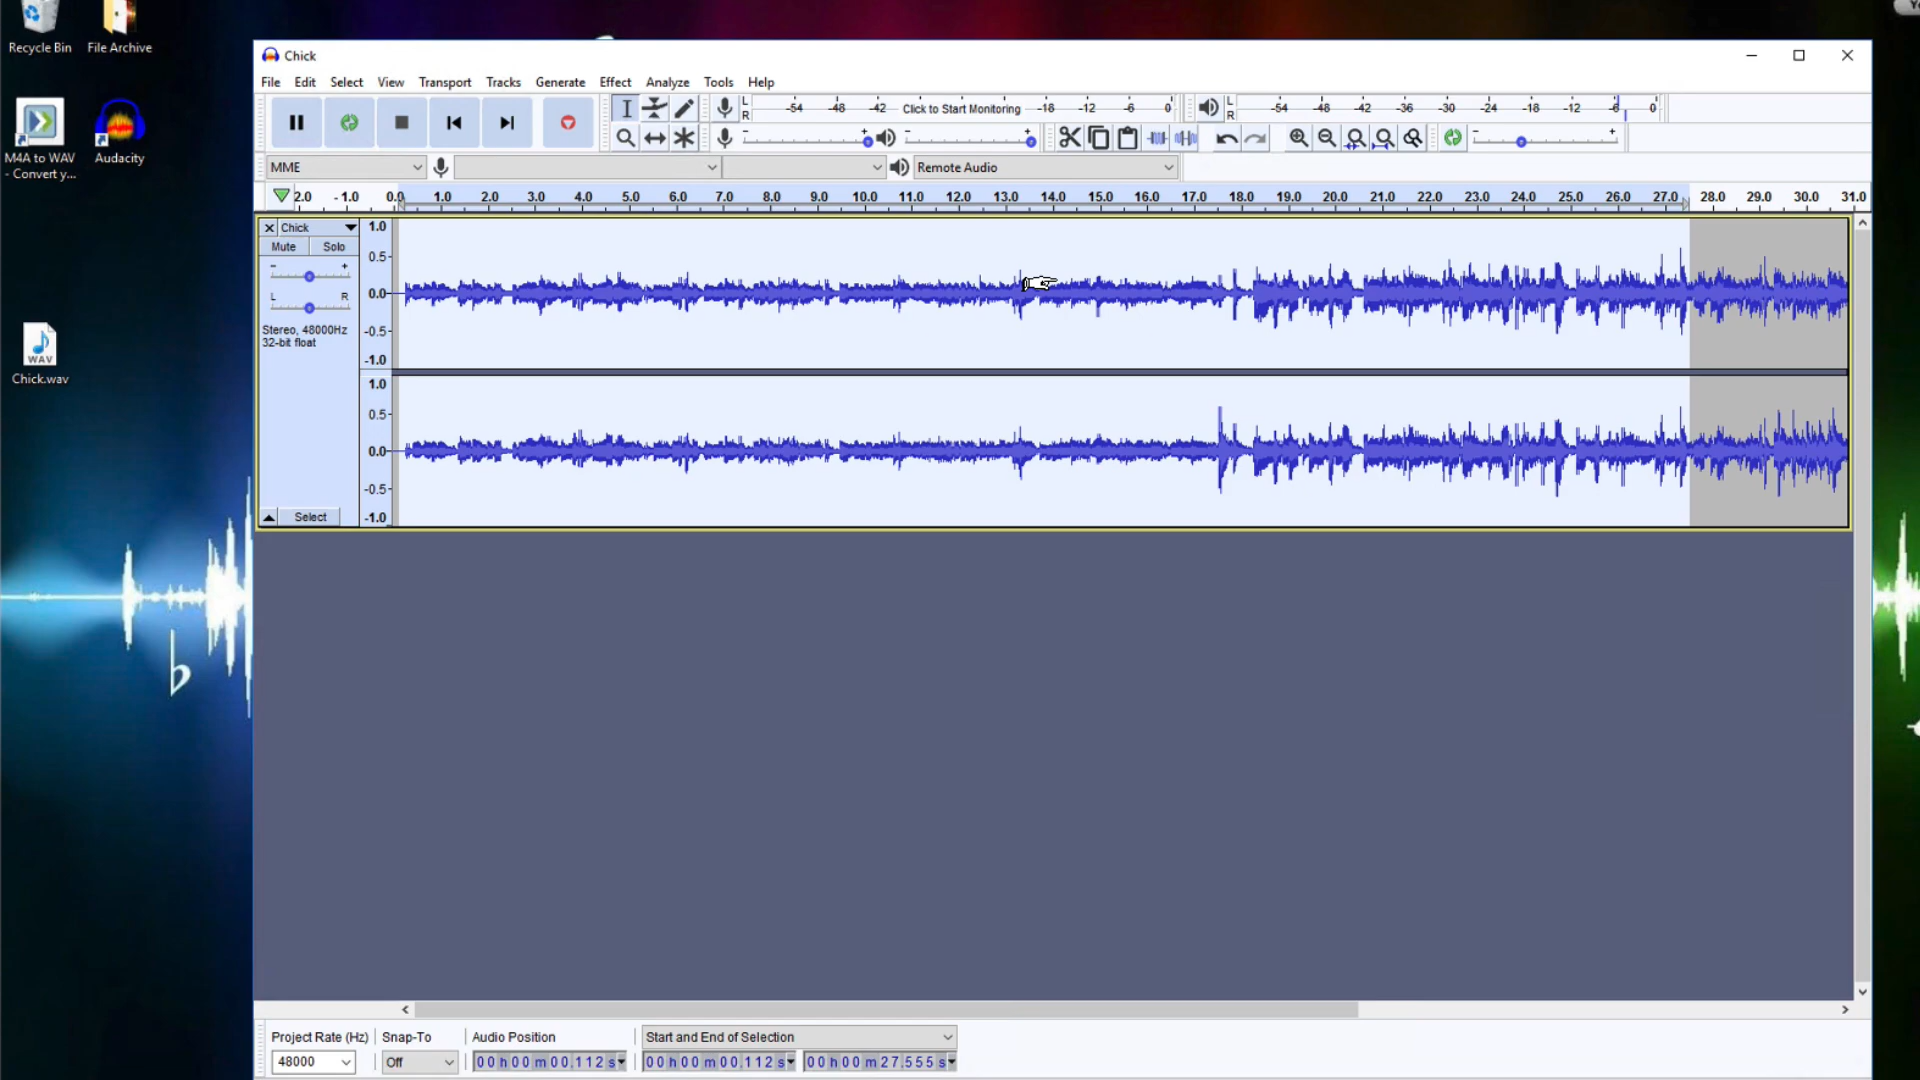 Recycle Bin
File Archive
M4A to WAV
- Convert y...
Audacity
WAV
Chick.wav
Chick
File Edit Select View Transport Tracks Generate Effect Analyze Tools Help
L
R
-54 -48 -42 Click to Start Monitoring -18 -12 -6 0
L
R
-54 -48 -42 -36 -30 -24 -18 -12 -6 0
- +
- +
- +
MME
Remote Audio
2.0 -1.0 0.0 1.0 2.0 3.0 4.0 5.0 6.0 7.0 8.0 9.0 10.0 11.0 12.0 13.0 14.0 15.0 16.0 17.0 18.0 19.0 20.0 21.0 22.0 23.0 24.0 25.0 26.0 27.0 28.0 29.0 30.0 31.0
Chick
Mute Solo
- +
L R
Stereo, 48000Hz
32-bit float
Select
1.0
0.5
0.0
-0.5
-1.0
1.0
0.5
0.0
-0.5
-1.0
Project Rate (Hz) Snap-To Audio Position Start and End of Selection
48000 Off 00 h 00 m 00.112 s 00 h 00 m 00.112 s 00 h 00 m 27.555 s